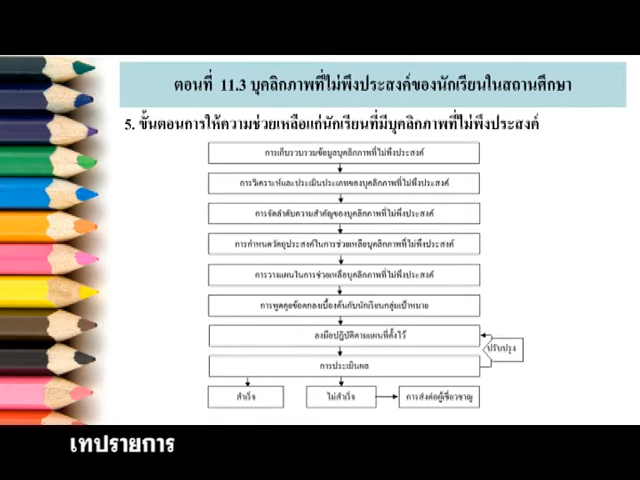 ตอนที่ 11.3 บุคลิกภาพที่ไม่พึงประสงค์ของนักเรียนในสถานศึกษา
5. ขั้นตอนการให้ความช่วยเหลือแก่นักเรียนที่มีบุคลิกภาพที่ไม่พึงประสงค์
การเก็บรวบรวมข้อมูลบุคลิกภาพที่ไม่พึงประสงค์
การวิเคราะห์และประเมินประเภทของบุคลิกภาพที่ไม่พึงประสงค์
การจัดลำดับความสำคัญของบุคลิกภาพที่ไม่พึงประสงค์
การกำหนดวัตถุประสงค์ในการช่วยเหลือบุคลิกภาพที่ไม่พึงประสงค์
การวางแผนในการช่วยเหลือบุคลิกภาพที่ไม่พึงประสงค์
การพูดคุยข้อตกลงเบื้องต้นกับนักเรียนกลุ่มเป้าหมาย
ลงมือปฏิบัติตามแผนที่ตั้งไว้
ปรับปรุง
การประเมินผล
สำเร็จ
ไม่สำเร็จ
การส่งต่อผู้เชี่ยวชาญ
เทปรายการ